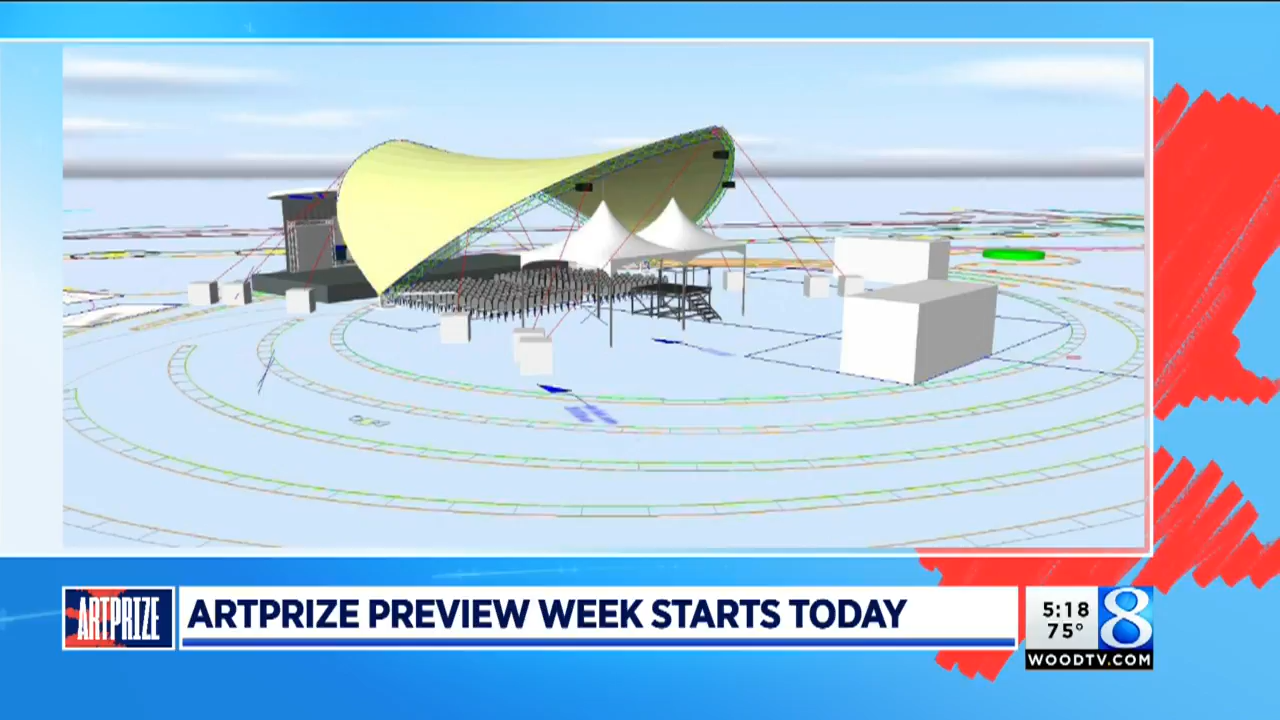 ARTPRIZE
ARTPRIZE PREVIEW WEEK STARTS TODAY
5:18
75°
8
WOODTV.COM